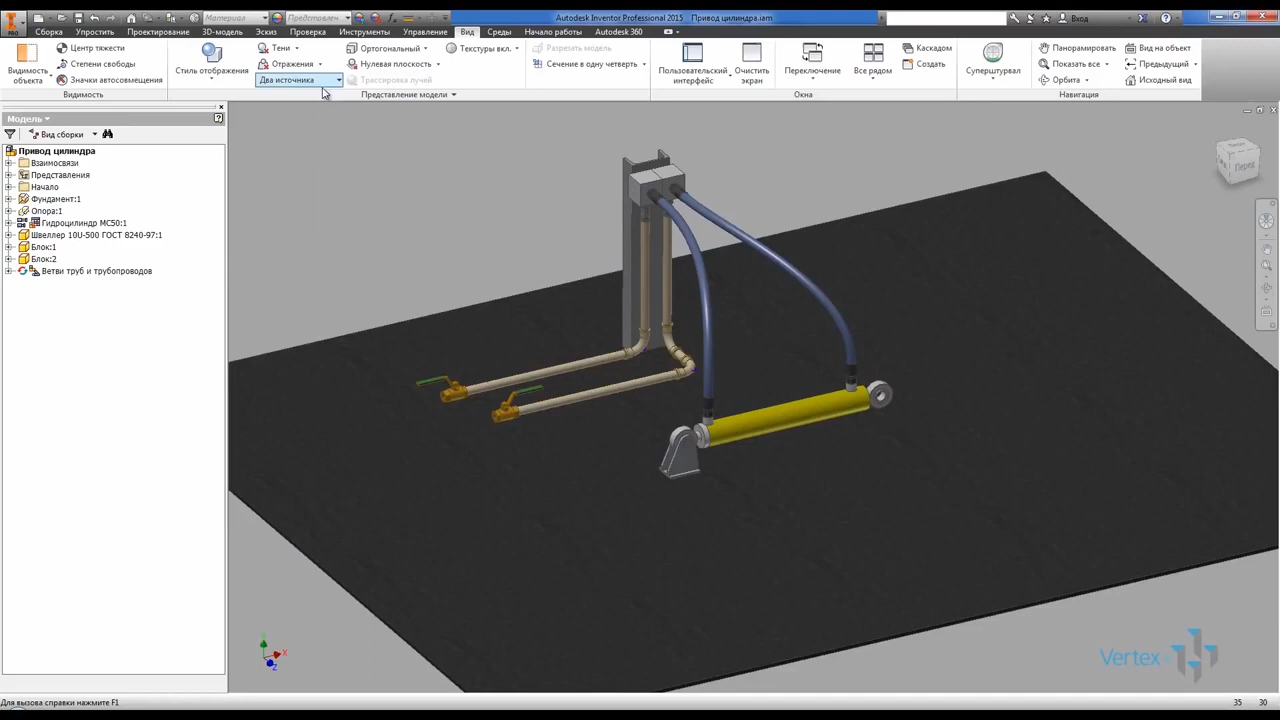 PRO
Материал
Представлен
fx
Autodesk Inventor Professional 2015 Привод цилиндра.iam
Вход
Сборка Упростить Проектирование 3D-модель Эскиз Проверка Инструменты Управление Вид Среды Начало работы Autodesk 360
Видимость объекта
Центр тяжести
Степени свободы
Значки автосовмещения
Видимость
Стиль отображения
Тени
Отражения
Два источника
Ортогональный
Нулевая плоскость
Трассировка лучей
Текстуры вкл.
Представление модели
Разрезать модель
Сечение в одну четверть
Пользовательский интерфейс
Очистить экран
Переключение
Все рядом
Каскадом
Создать
Окна
Суперштурвал
Панорамировать
Показать все
Орбита
Вид на объект
Предыдущий
Исходный вид
Навигация
Модель
Вид сборки
Привод цилиндра
Взаимосвязи
Представления
Начало
Фундамент:1
Опора:1
Гидроцилиндр МС50:1
Швеллер 10U-500 ГОСТ 8240-97:1
Блок:1
Блок:2
Ветви труб и трубопроводов
Перед
Y
X
Z
Vertex
Для вызова справки нажмите F1
35 30